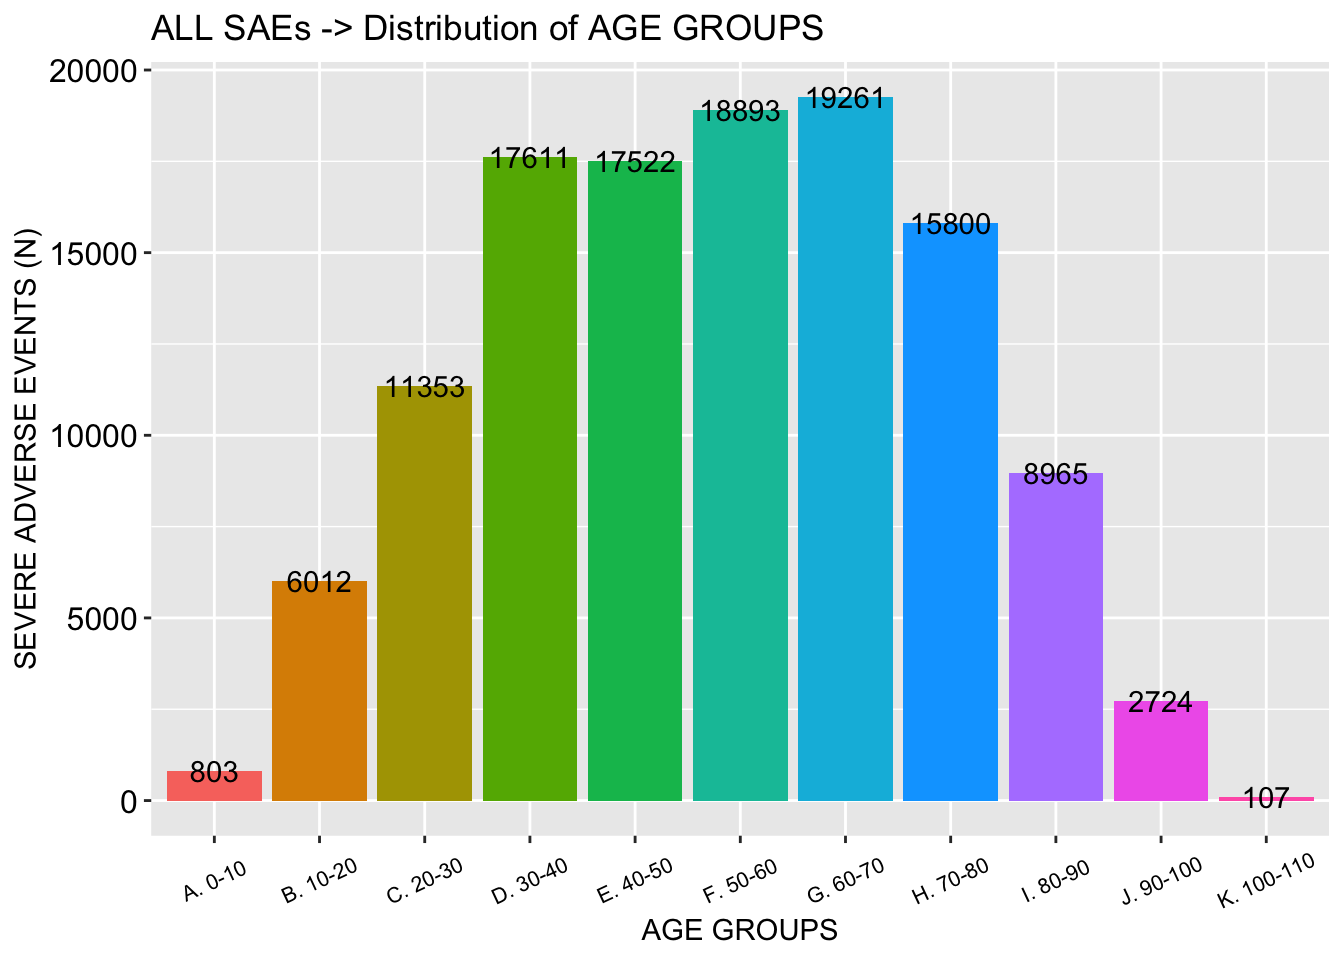 ALL SAEs -> Distribution of AGE GROUPS
SEVERE ADVERSE EVENTS (N)
20000
15000
10000
5000
0
803
6012
11353
17611
17522
18893
19261
15800
8965
2724
107
A. 0-10
B. 10-20
C. 20-30
D. 30-40
E. 40-50
F. 50-60
G. 60-70
H. 70-80
I. 80-90
J. 90-100
K. 100-110
AGE GROUPS